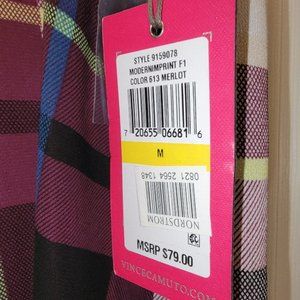 STYLE 9159078
MODERNIMPRINT F1
COLOR 613 MERLOT
7 20655 06681 6
M
0821 2564 1348
NORDSTROM
MSRP $79.00
VINCECAMUTO.COM